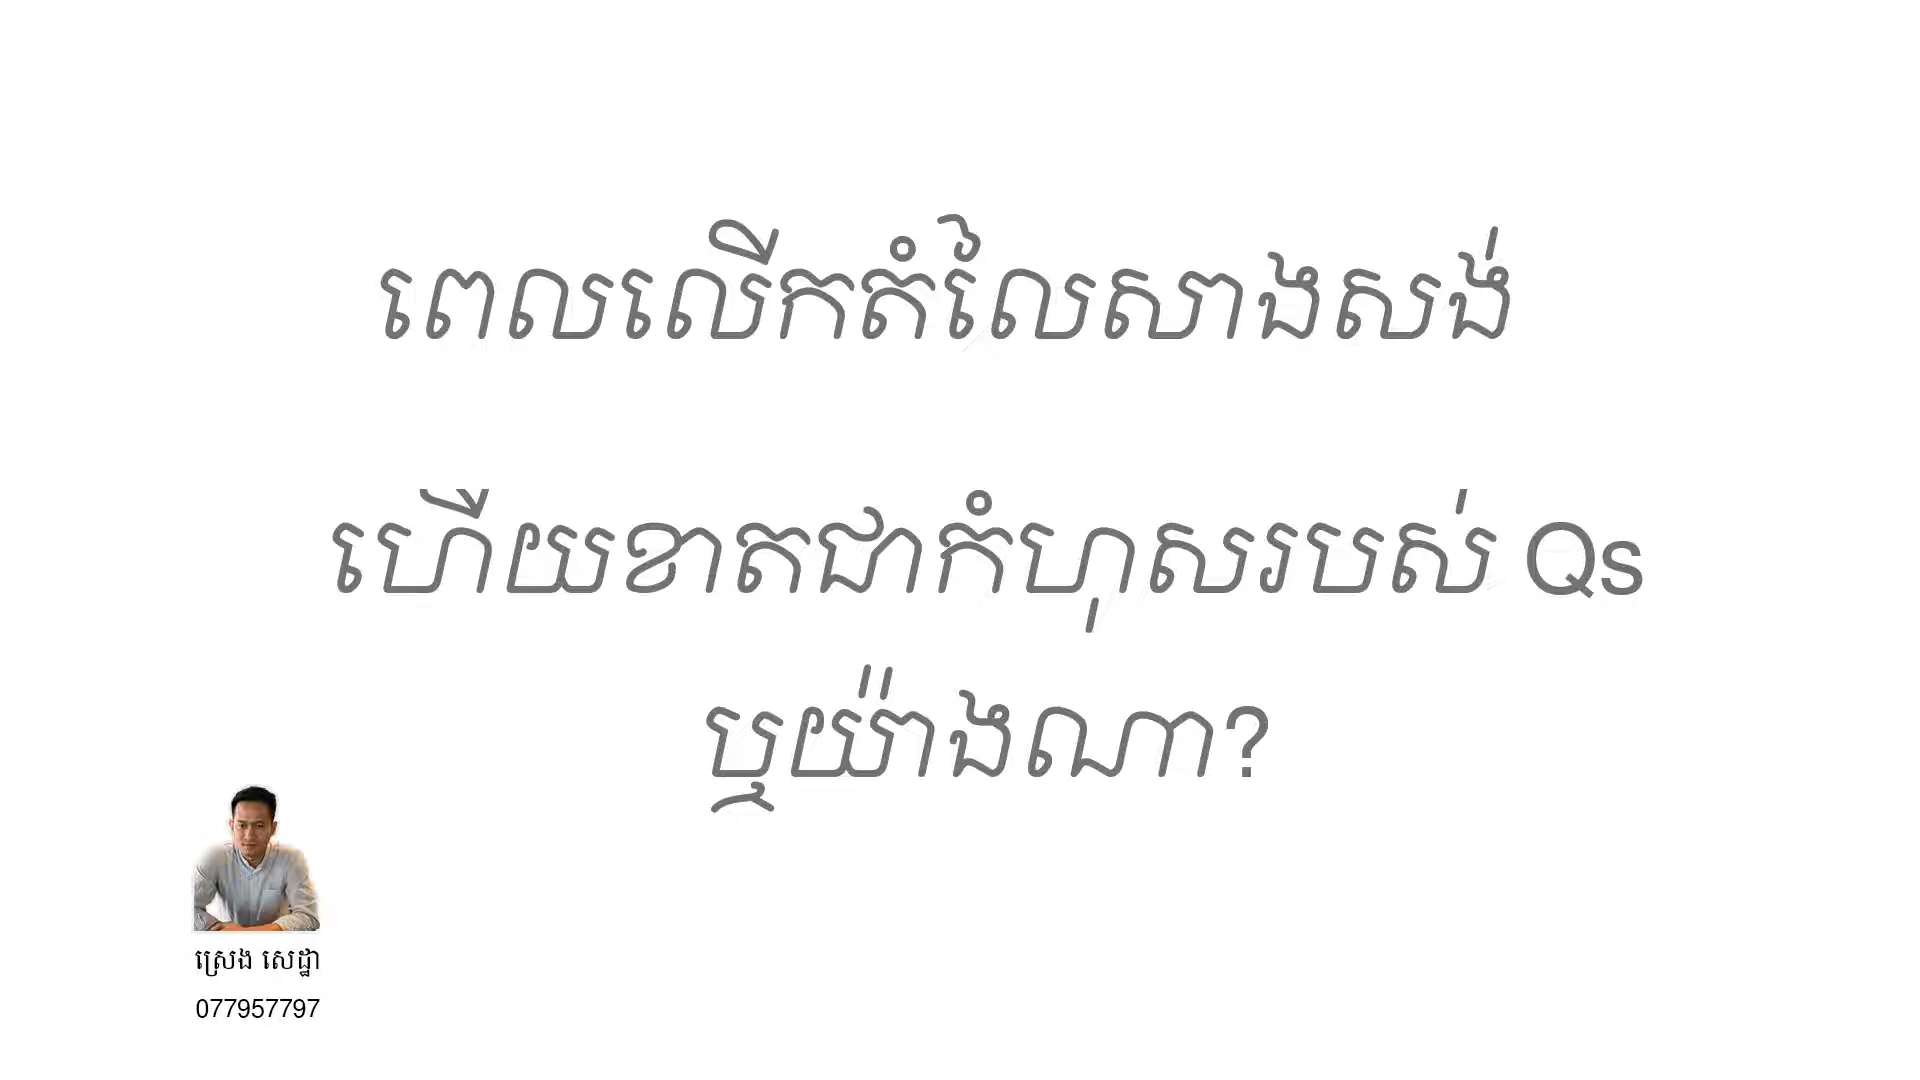 ពេលលើកតំលៃសាងសង់
ហើយខាតជាកំហុសរបស់ Qs
ឬយ៉ាងណា?
ស្រេង សេដ្ឋា
077957797